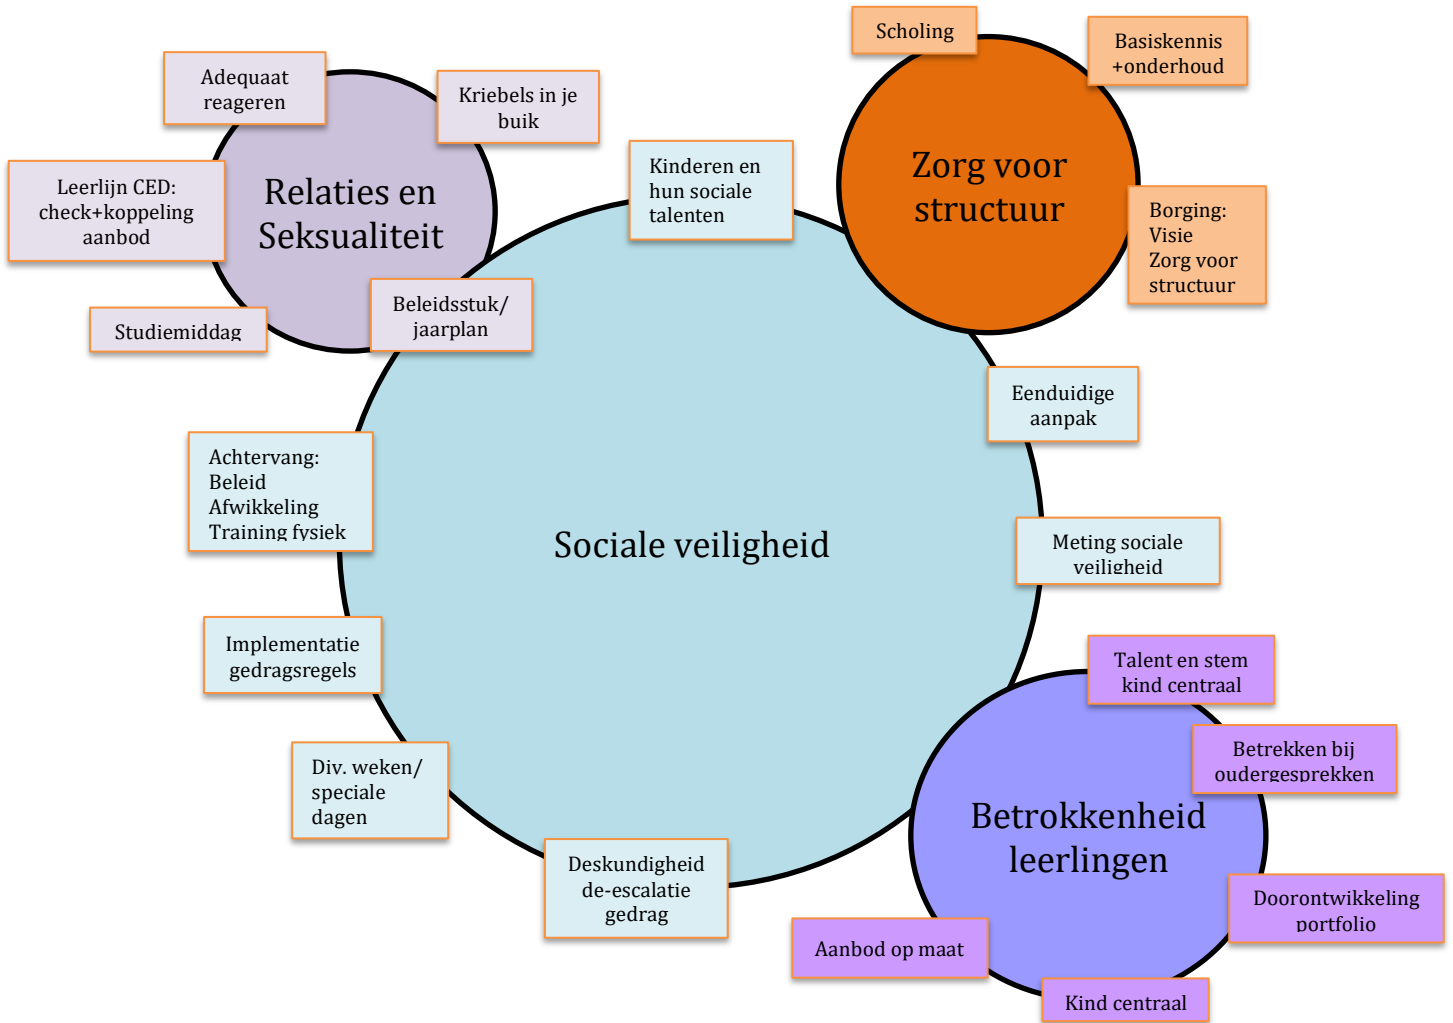 Scholing
Basiskennis
+onderhoud
Adequaat
reageren
Kriebels in je
buik
Kinderen en
hun sociale
talenten
Zorg voor
structuur
Leerlijn CED:
check+koppeling
aanbod
Relaties en
Seksualiteit
Borging:
Visie
Zorg voor
structuur
Beleidsstuk/
jaarplan
Studiemiddag
Eenduidige
aanpak
Achtervang:
Beleid
Afwikkeling
Training fysiek
Sociale veiligheid
Meting sociale
veiligheid
Implementatie
gedragsregels
Talent en stem
kind centraal
Betrekken bij
oudergesprekken
Div. weken/
speciale
dagen
Betrokkenheid
leerlingen
Deskundigheid
de-escalatie
gedrag
Doorontwikkeling
portfolio
Aanbod op maat
Kind centraal